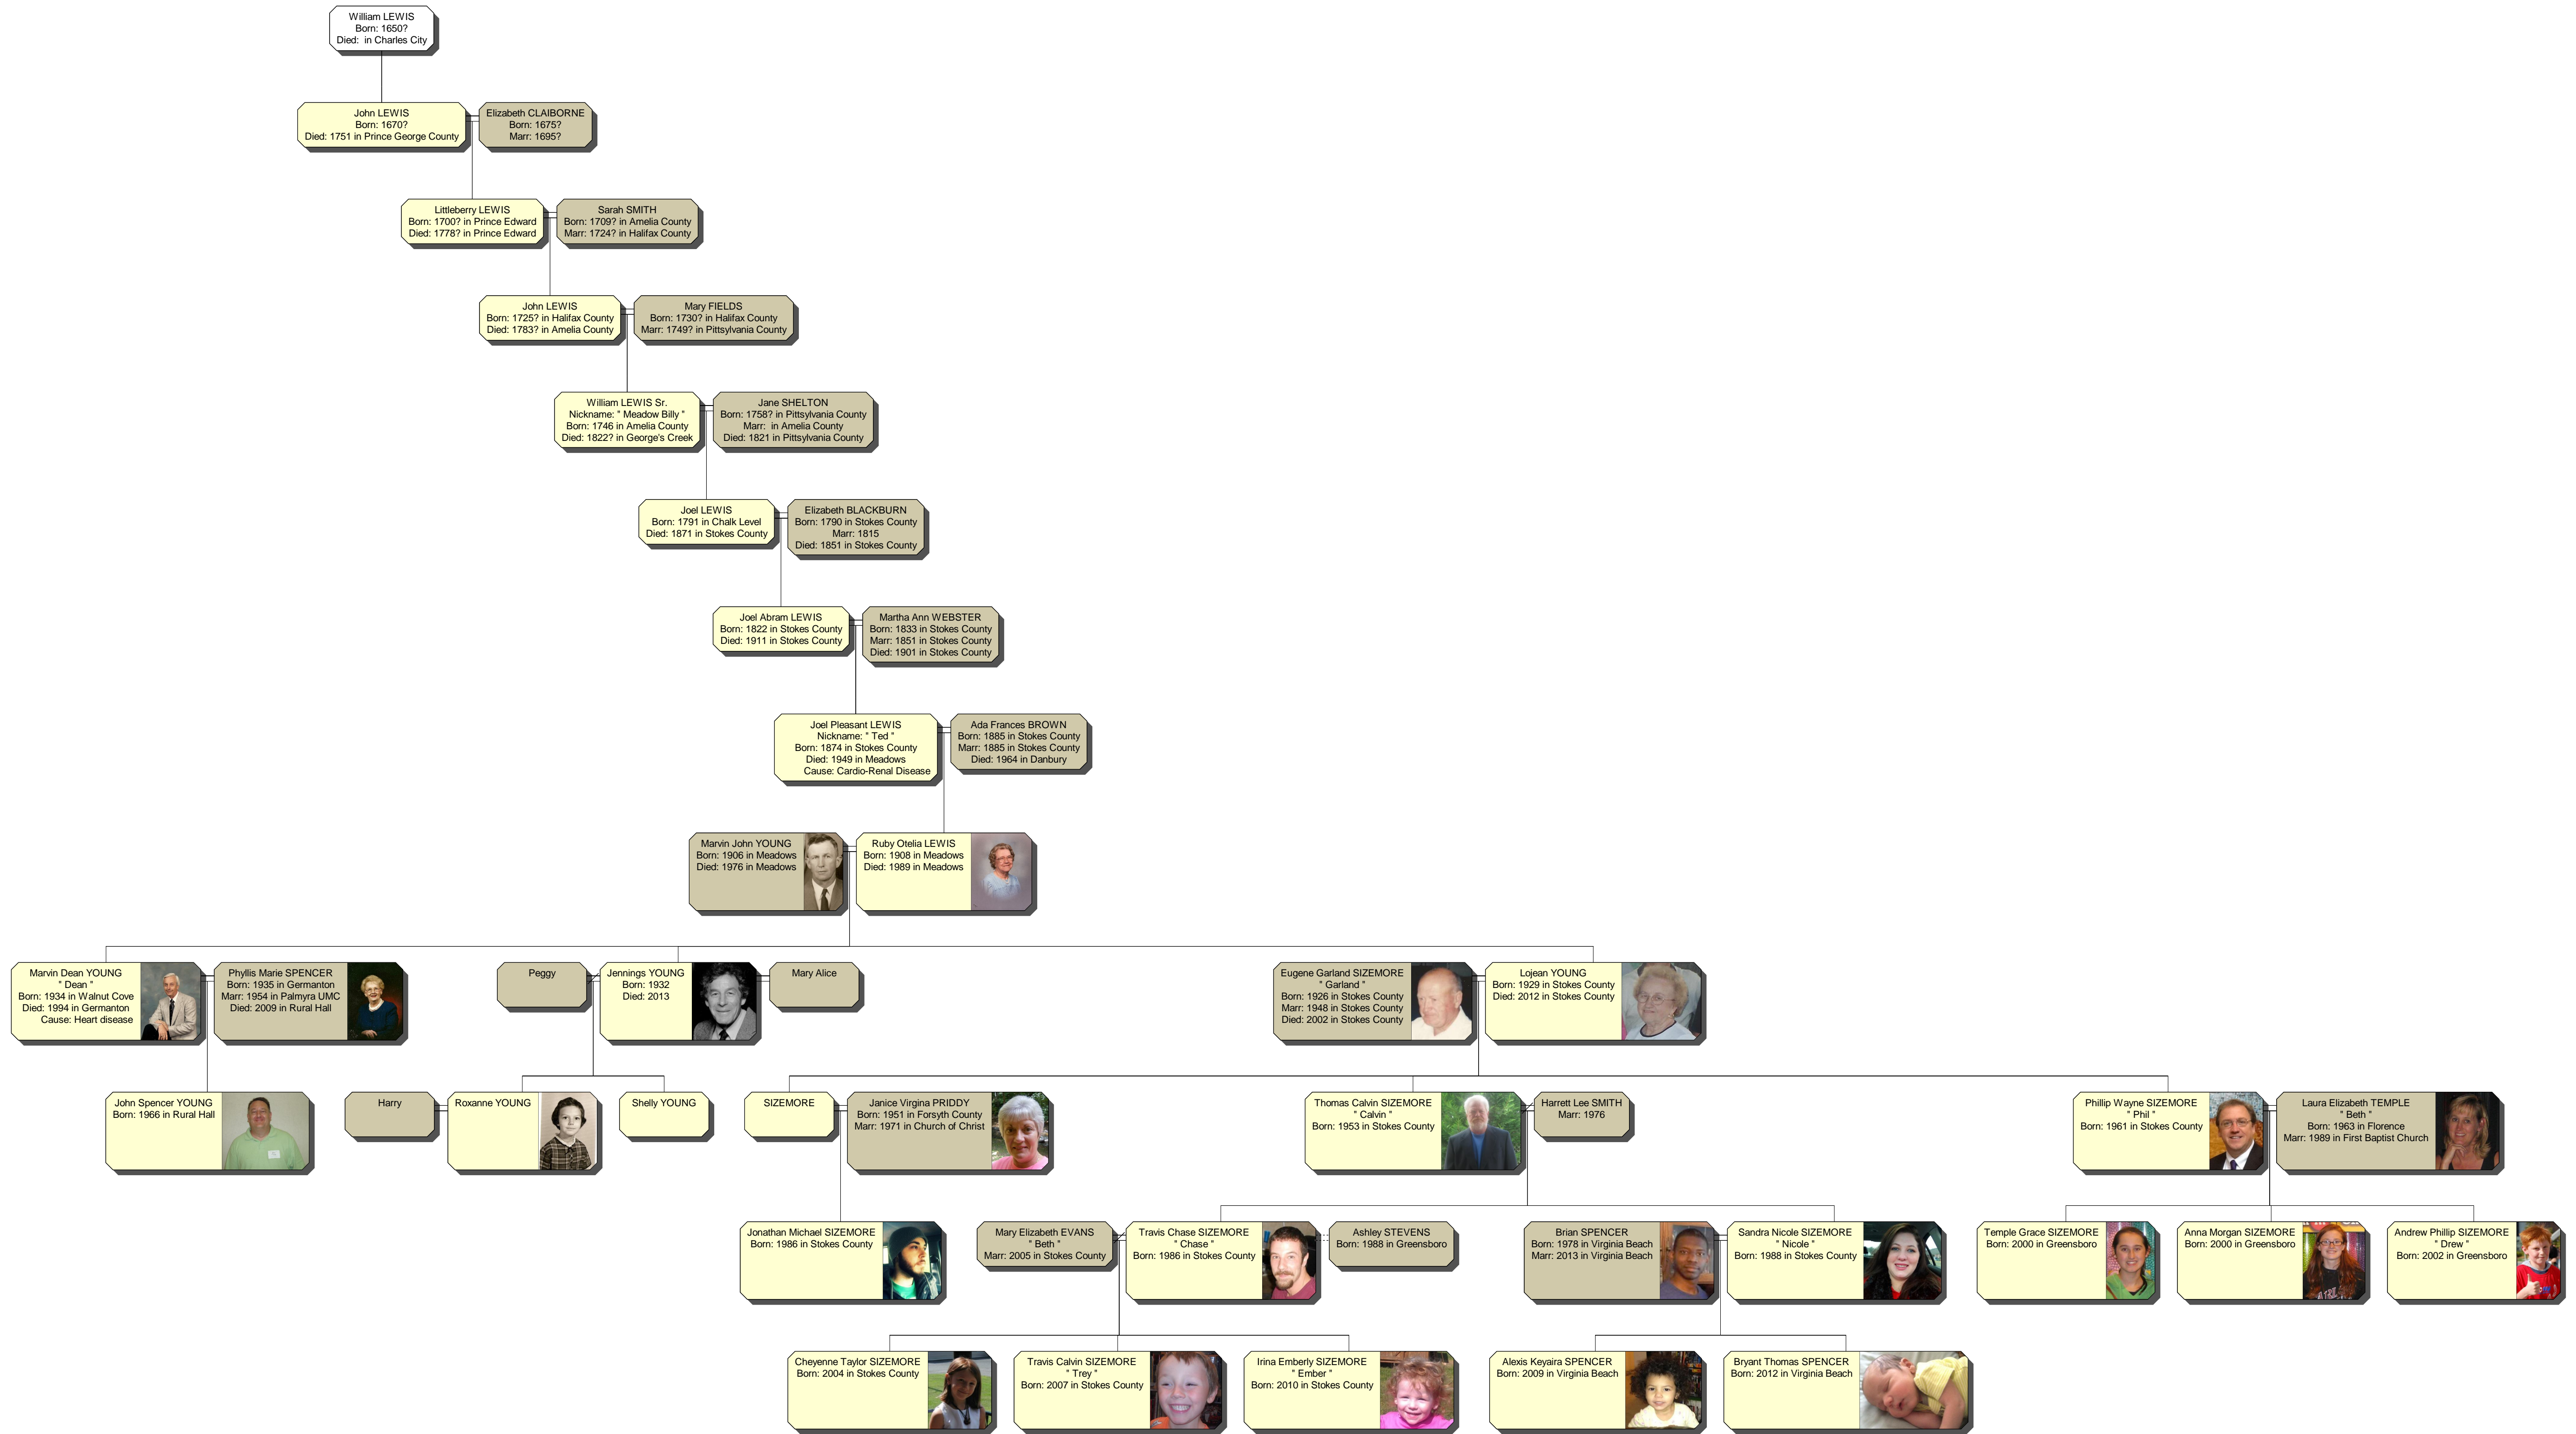 William LEWIS
Born: 1650?
Died:  in Charles City
John LEWIS
Born: 1670?
Died: 1751 in Prince George County
Elizabeth CLAIBORNE
Born: 1675?
Marr: 1695?
Littleberry LEWIS
Born: 1700? in Prince Edward
Died: 1778? in Prince Edward
Sarah SMITH
Born: 1709? in Amelia County
Marr: 1724? in Halifax County
John LEWIS
Born: 1725? in Halifax County
Died: 1783? in Amelia County
Mary FIELDS
Born: 1730? in Halifax County
Marr: 1749? in Pittsylvania County
William LEWIS Sr.
Nickname: " Meadow Billy "
Born: 1746 in Amelia County
Died: 1822? in George's Creek
Jane SHELTON
Born: 1758? in Pittsylvania County
Marr:  in Amelia County
Died: 1821 in Pittsylvania County
Joel LEWIS
Born: 1791 in Chalk Level
Died: 1871 in Stokes County
Elizabeth BLACKBURN
Born: 1790 in Stokes County
Marr: 1815
Died: 1851 in Stokes County
Joel Abram LEWIS
Born: 1822 in Stokes County
Died: 1911 in Stokes County
Martha Ann WEBSTER
Born: 1833 in Stokes County
Marr: 1851 in Stokes County
Died: 1901 in Stokes County
Joel Pleasant LEWIS
Nickname: " Ted "
Born: 1874 in Stokes County
Died: 1949 in Meadows
Cause: Cardio-Renal Disease
Ada Frances BROWN
Born: 1885 in Stokes County
Marr: 1885 in Stokes County
Died: 1964 in Danbury
Marvin John YOUNG
Born: 1906 in Meadows
Died: 1976 in Meadows
Ruby Otelia LEWIS
Born: 1908 in Meadows
Died: 1989 in Meadows
Marvin Dean YOUNG
" Dean "
Born: 1934 in Walnut Cove
Died: 1994 in Germanton
Cause: Heart disease
Phyllis Marie SPENCER
Born: 1935 in Germanton
Marr: 1954 in Palmyra UMC
Died: 2009 in Rural Hall
Peggy
Jennings YOUNG
Born: 1932
Died: 2013
Mary Alice
Eugene Garland SIZEMORE
" Garland "
Born: 1926 in Stokes County
Marr: 1948 in Stokes County
Died: 2002 in Stokes County
Lojean YOUNG
Born: 1929 in Stokes County
Died: 2012 in Stokes County
John Spencer YOUNG
Born: 1966 in Rural Hall
Harry
Roxanne YOUNG
Shelly YOUNG
SIZEMORE
Janice Virgina PRIDDY
Born: 1951 in Forsyth County
Marr: 1971 in Church of Christ
Thomas Calvin SIZEMORE
" Calvin "
Born: 1953 in Stokes County
Harrett Lee SMITH
Marr: 1976
Phillip Wayne SIZEMORE
" Phil "
Born: 1961 in Stokes County
Laura Elizabeth TEMPLE
" Beth "
Born: 1963 in Florence
Marr: 1989 in First Baptist Church
Jonathan Michael SIZEMORE
Born: 1986 in Stokes County
Mary Elizabeth EVANS
" Beth "
Marr: 2005 in Stokes County
Travis Chase SIZEMORE
" Chase "
Born: 1986 in Stokes County
Ashley STEVENS
Born: 1988 in Greensboro
Brian SPENCER
Born: 1978 in Virginia Beach
Marr: 2013 in Virginia Beach
Sandra Nicole SIZEMORE
" Nicole "
Born: 1988 in Stokes County
Temple Grace SIZEMORE
Born: 2000 in Greensboro
Anna Morgan SIZEMORE
Born: 2000 in Greensboro
Andrew Phillip SIZEMORE
" Drew "
Born: 2002 in Greensboro
Cheyenne Taylor SIZEMORE
Born: 2004 in Stokes County
Travis Calvin SIZEMORE
" Trey "
Born: 2007 in Stokes County
Irina Emberly SIZEMORE
" Ember "
Born: 2010 in Stokes County
Alexis Keyaira SPENCER
Born: 2009 in Virginia Beach
Bryant Thomas SPENCER
Born: 2012 in Virginia Beach